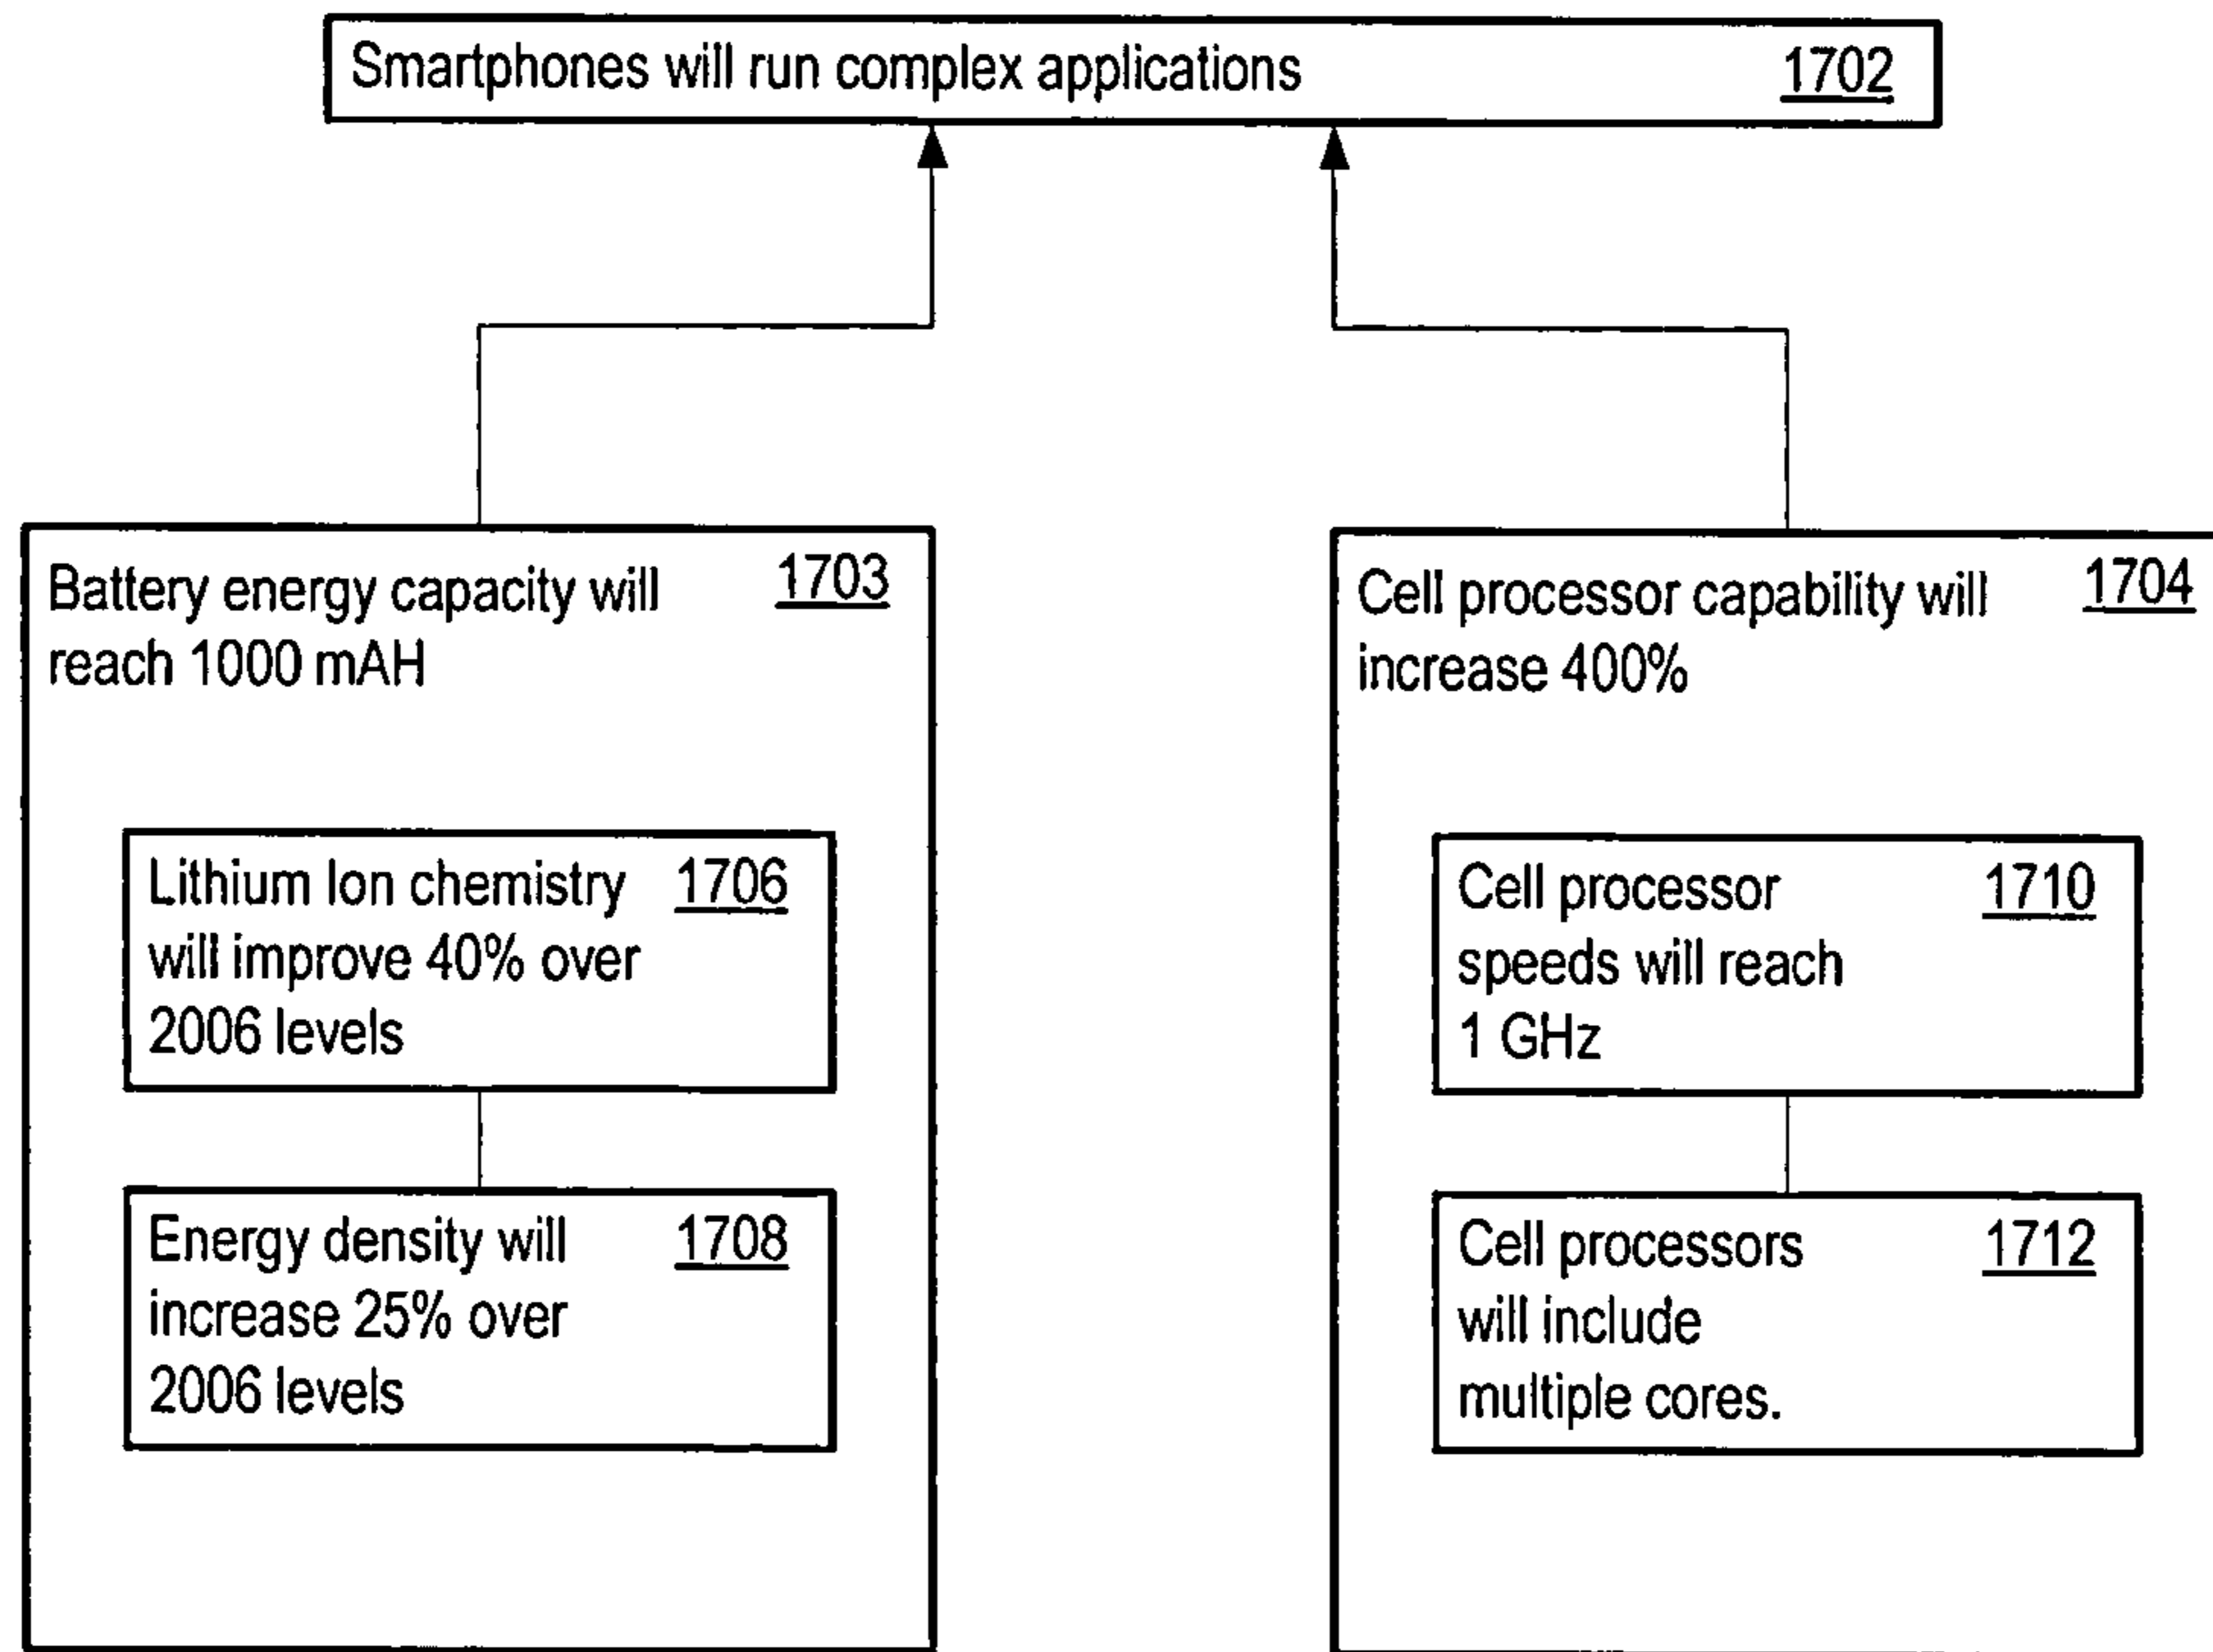 Smartphones will run complex applications 1702
Battery energy capacity will 1703
reach 1000 mAH
Lithium Ion chemistry 1706
will improve 40% over
2006 levels
Energy density will 1708
increase 25% over
2006 levels
Cell processor capability will 1704
increase 400%
Cell processor 1710
speeds will reach
1 GHz
Cell processors 1712
will include
multiple cores.